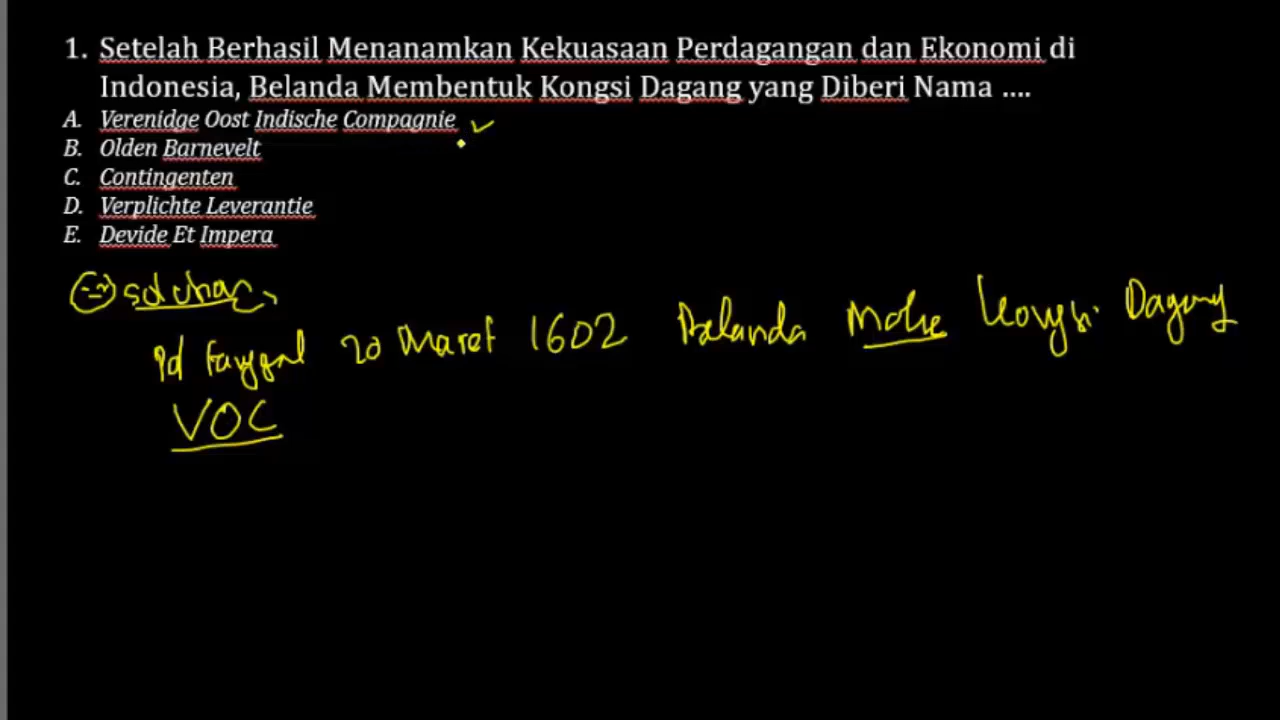 1. Setelah Berhasil Menanamkan Kekuasaan Perdagangan dan Ekonomi di
Indonesia, Belanda Membentuk Kongsi Dagang yang Diberi Nama ....
A. Verenidge Oost Indische Compagnie
B. Olden Barnevelt
C. Contingenten
D. Verplichte Leverantie
E. Devide Et Impera
Pd tanggal 20 Maret 1602 Belanda Kongsi Dagang
VOC